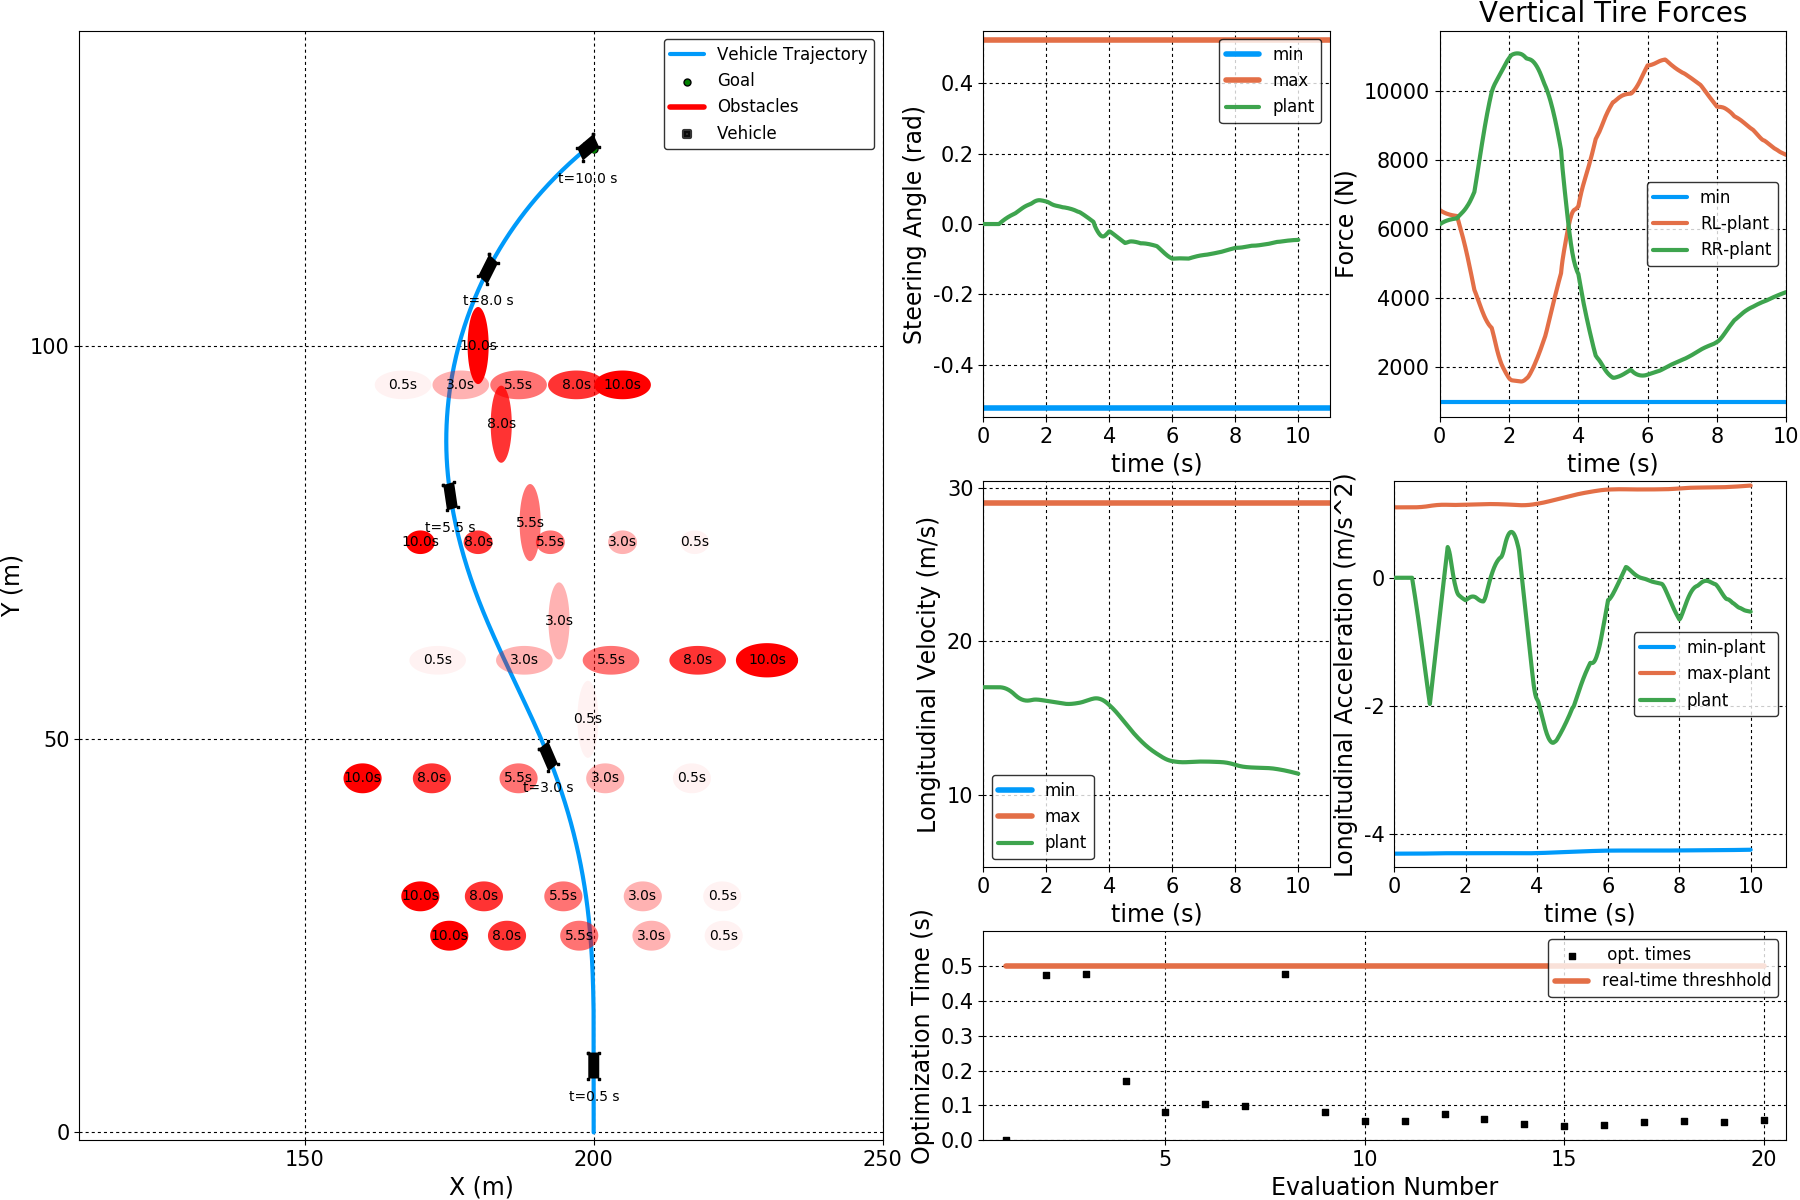 Vehicle Trajectory
Goal
Obstacles
Vehicle
t=10.0 s
t=8.0 s
10.0s
0.5s 3.0s 5.5s 8.0s 10.0s
8.0s
t=5.5 s
5.5s
10.0s 8.0s 5.5s 3.0s 0.5s
3.0s
0.5s 3.0s 5.5s 8.0s 10.0s
0.5s
10.0s 8.0s 5.5s 3.0s 0.5s
t=3.0 s
10.0s 8.0s 5.5s 3.0s 0.5s
10.0s 8.0s 5.5s 3.0s 0.5s
t=0.5 s
100
50
0
150 200 250
X (m)
Y (m)
Steering Angle (rad)
0.4
0.2
0.0
-0.2
-0.4
min
max
plant
0 2 4 6 8 10
time (s)
Vertical Tire Forces
Force (N)
10000
8000
6000
4000
2000
min
RL-plant
RR-plant
0 2 4 6 8 10
time (s)
Longitudinal Velocity (m/s)
30
20
10
min
max
plant
0 2 4 6 8 10
time (s)
Longitudinal Acceleration (m/s^2)
0
-2
-4
min-plant
max-plant
plant
0 2 4 6 8 10
time (s)
Optimization Time (s)
0.5
0.4
0.3
0.2
0.1
0.0
opt. times
real-time threshhold
5 10 15 20
Evaluation Number